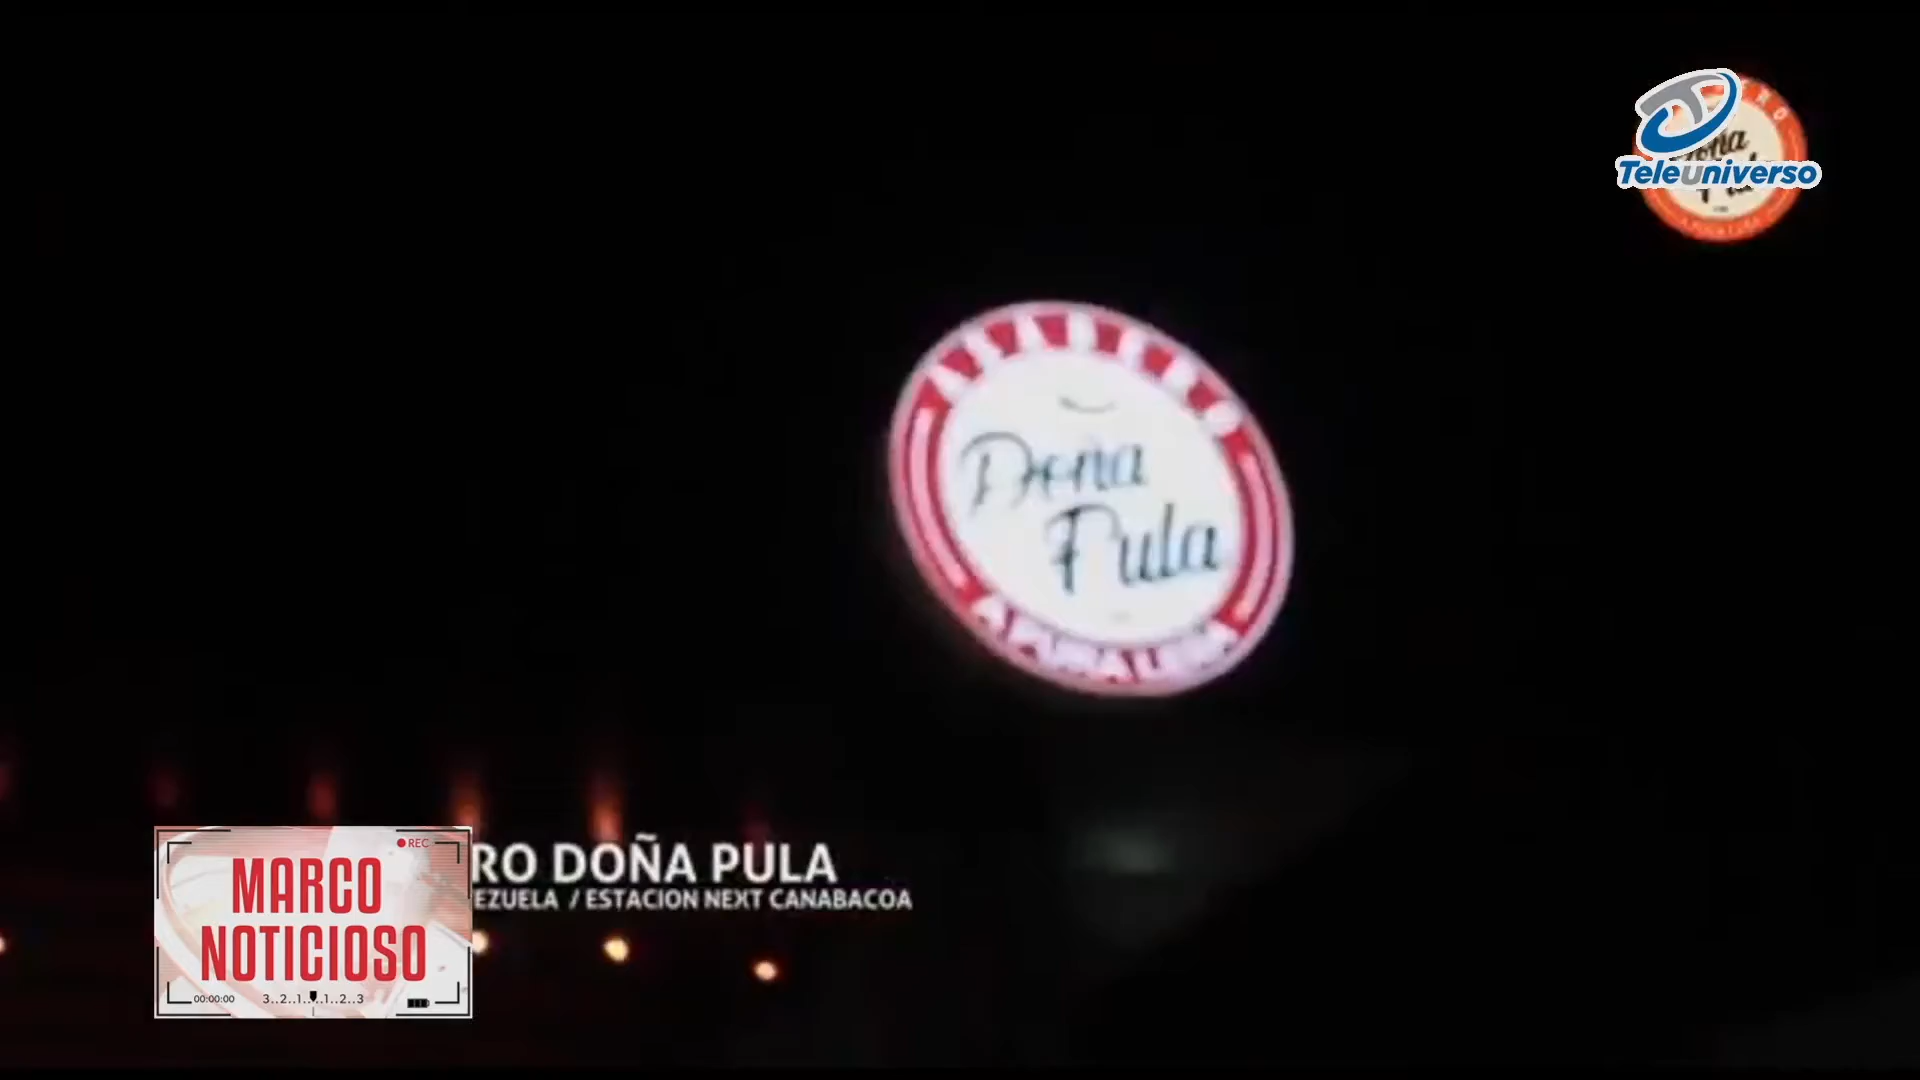 Teleuniverso
ASADERO
Doña
Pula
RO DOÑA PULA
EZUELA / ESTACION NEXT CANABACOA
REC
MARCO
NOTICIOSO
00:00:00 3..2..1..1..2..3